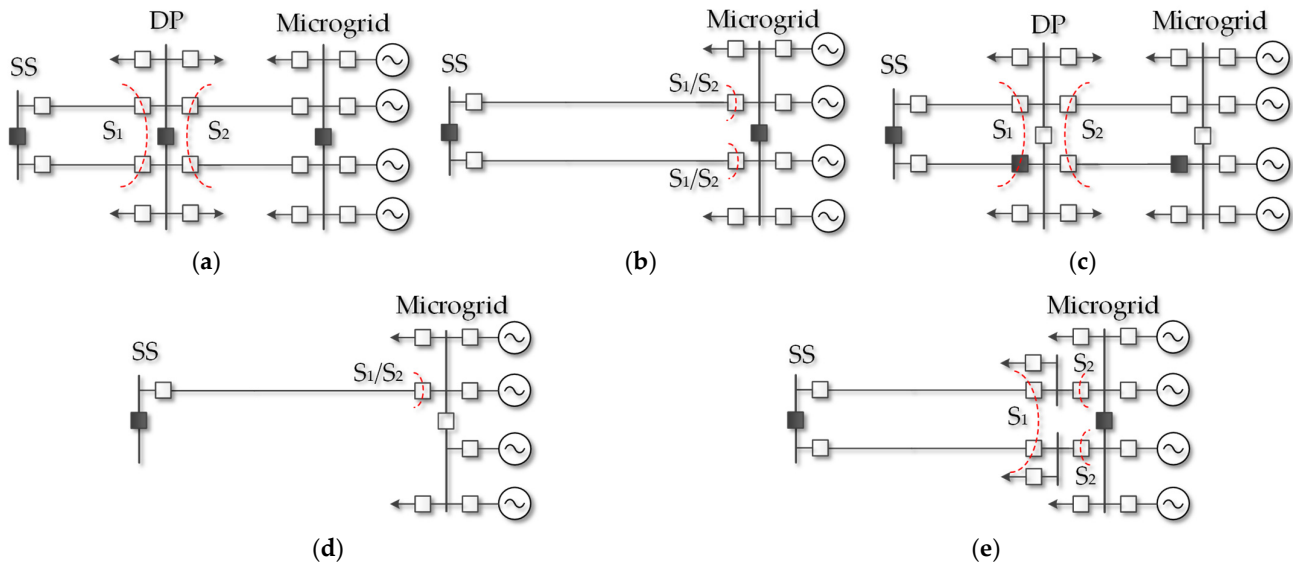 DP
Microgrid
SS
S1
S2
(a)
SS
S1/S2
S1/S2
Microgrid
(b)
DP
Microgrid
SS
S1
S2
(c)
Microgrid
SS
S1/S2
(d)
Microgrid
SS
S2
S1
S2
(e)